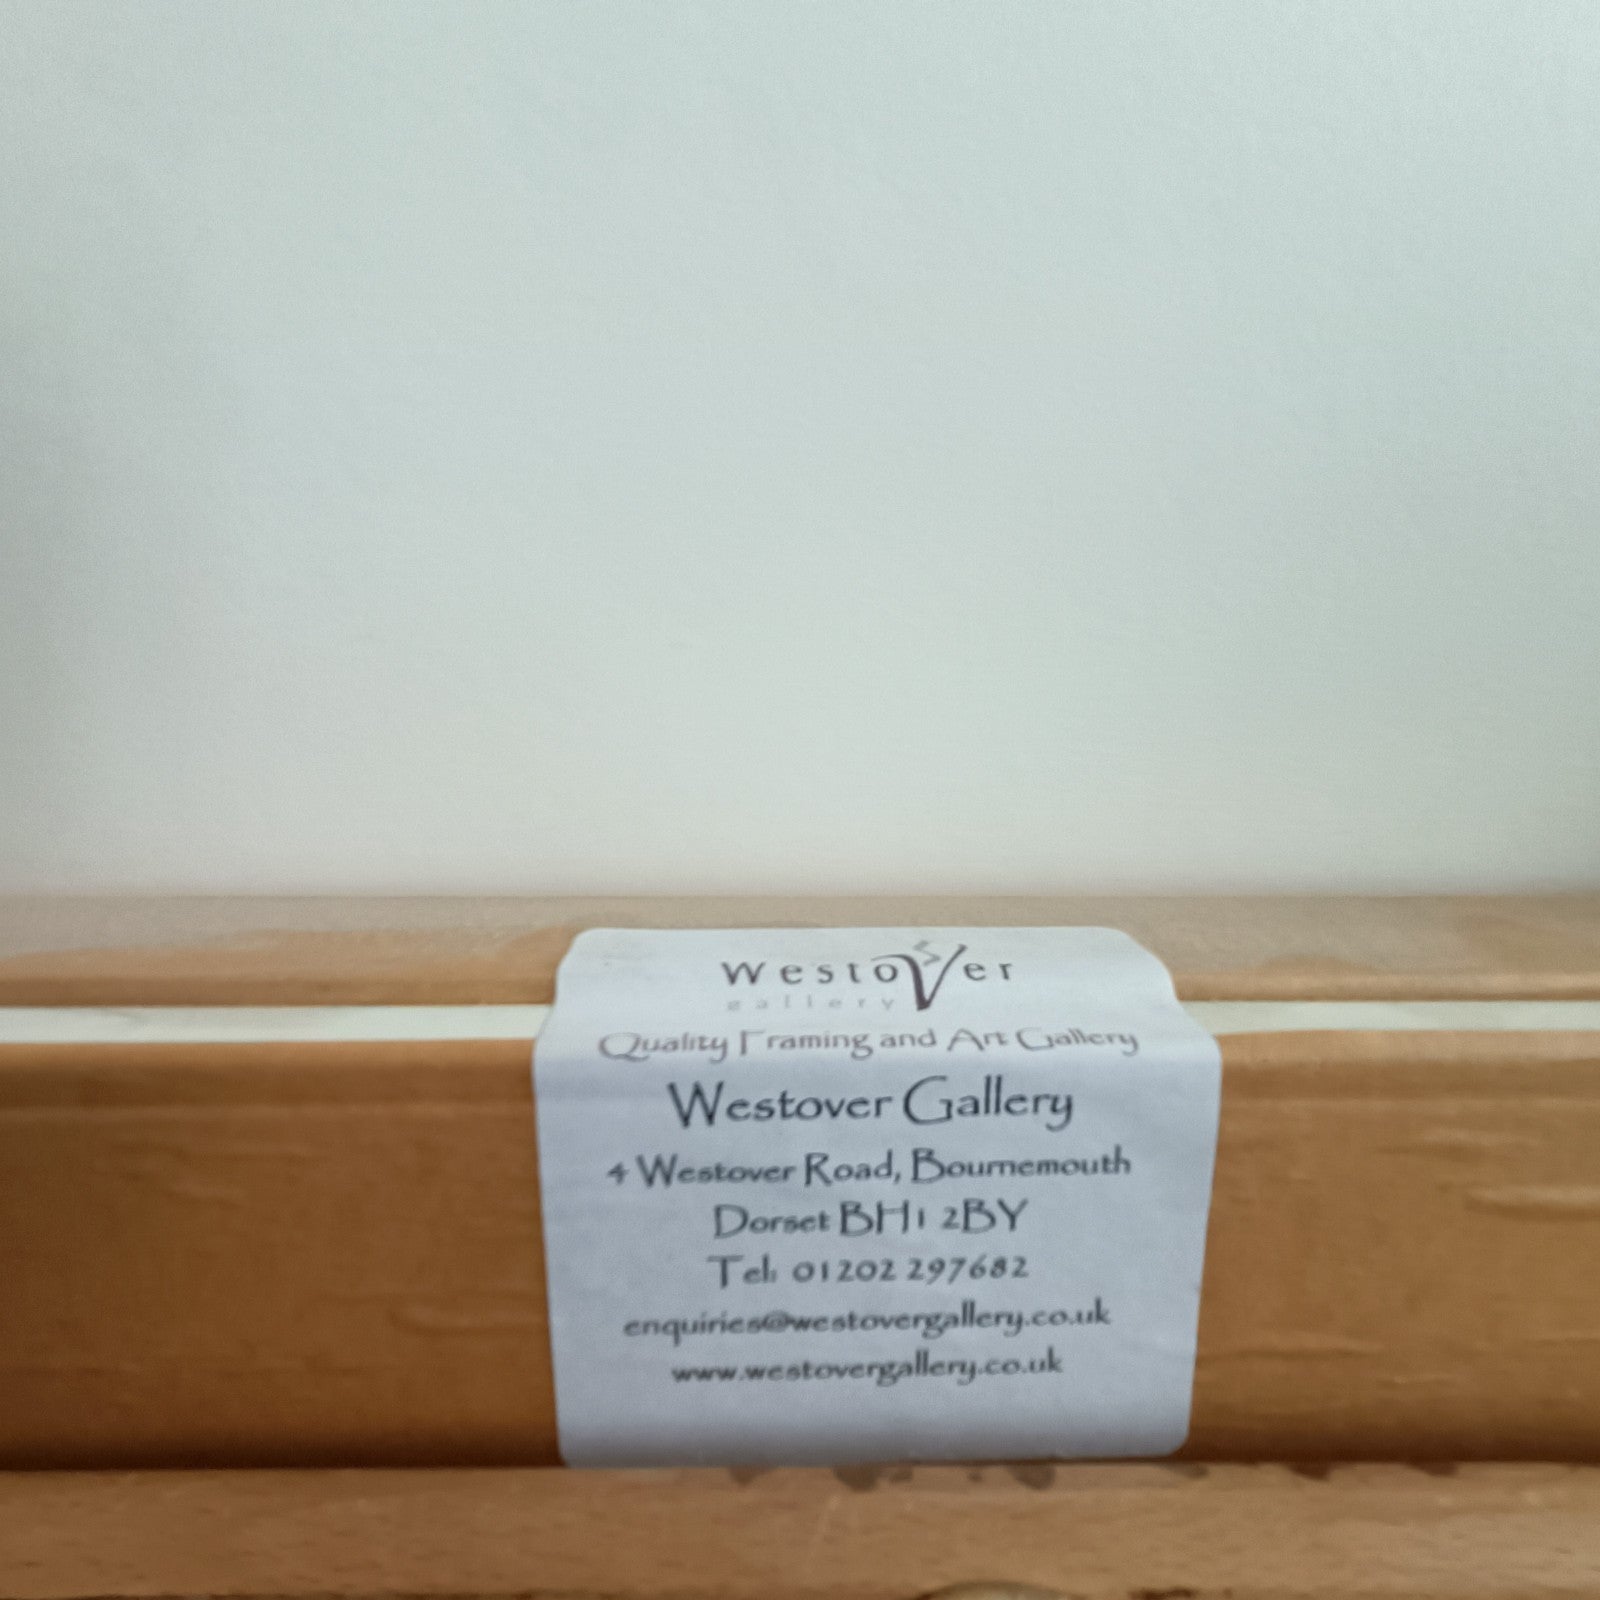 Westover
gallery
Quality Framing and Art Gallery
Westover Gallery
4 Westover Road, Bournemouth
Dorset BH1 2BY
Tel: 01202 297682
enquiries@westovergallery.co.uk
www.westovergallery.co.uk